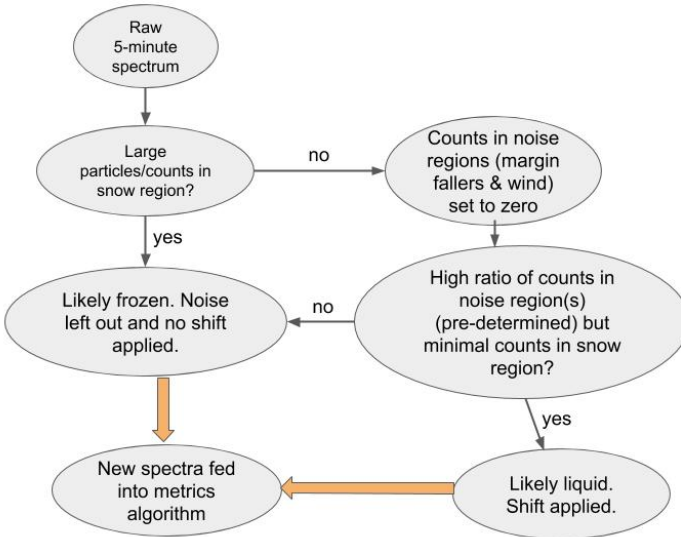 Raw
5-minute
spectrum
Large
particles/counts in
snow region?
no
Counts in noise
regions (margin
fallers & wind)
set to zero
yes
Likely frozen. Noise
left out and no shift
applied.
no
High ratio of counts in
noise region(s)
(pre-determined) but
minimal counts in snow
region?
yes
New spectra fed
into metrics
algorithm
Likely liquid.
Shift applied.